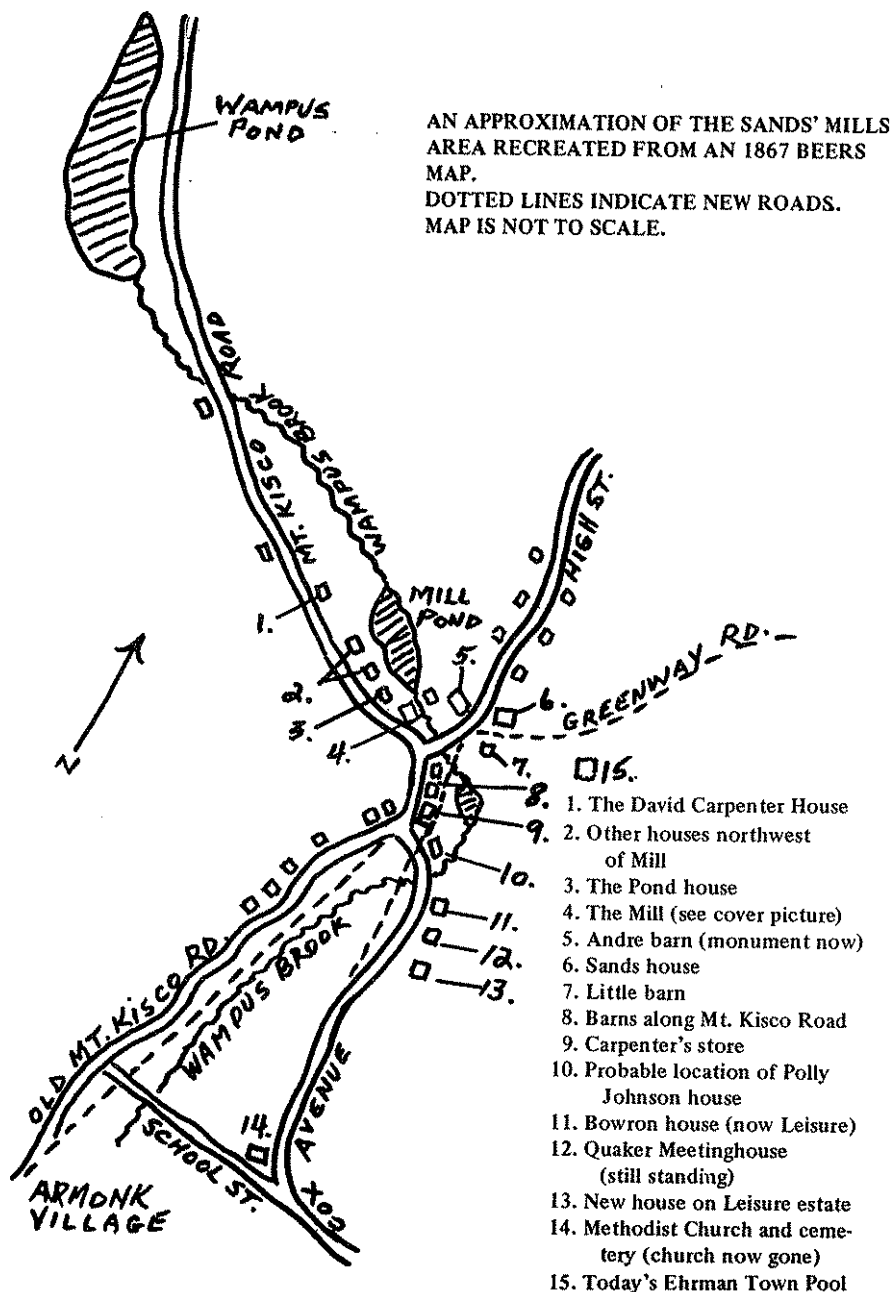 WAMPUS
POND
AN APPROXIMATION OF THE SANDS' MILLS
AREA RECREATED FROM AN 1867 BEERS
MAP.
DOTTED LINES INDICATE NEW ROADS.
MAP IS NOT TO SCALE.
MT. KISCO ROAD
WAMPUS BROOK
MILL
POND
HIGH ST.
GREENWAY RD.
N
1.
2.
3.
4.
5.
6.
7.
8.
9.
10.
11.
12.
13.
14.
15.
OLD MT. KISCO RD.
WAMPUS BROOK
SCHOOL ST.
COX AVENUE
ARMONK
VILLAGE
1. The David Carpenter House
2. Other houses northwest
of Mill
3. The Pond house
4. The Mill (see cover picture)
5. Andre barn (monument now)
6. Sands house
7. Little barn
8. Barns along Mt. Kisco Road
9. Carpenter's store
10. Probable location of Polly
Johnson house
11. Bowron house (now Leisure)
12. Quaker Meetinghouse
(still standing)
13. New house on Leisure estate
14. Methodist Church and ceme-
tery (church now gone)
15. Today's Ehrman Town Pool